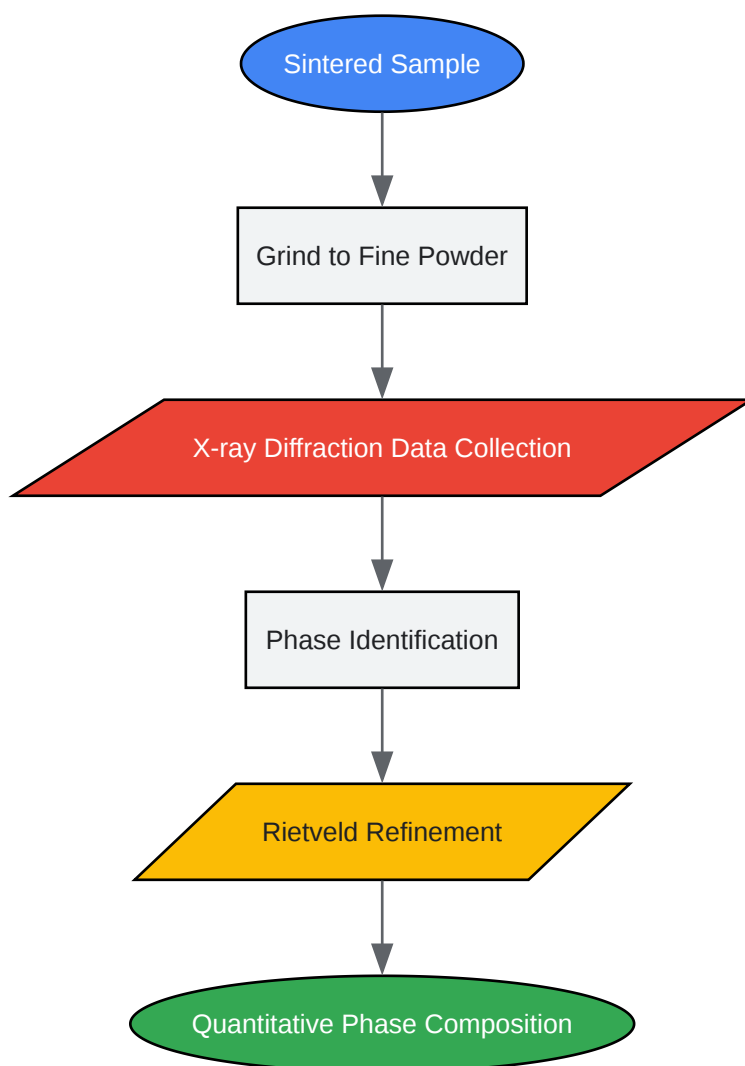 Sintered Sample
Grind to Fine Powder
X-ray Diffraction Data Collection
Phase Identification
Rietveld Refinement
Quantitative Phase Composition